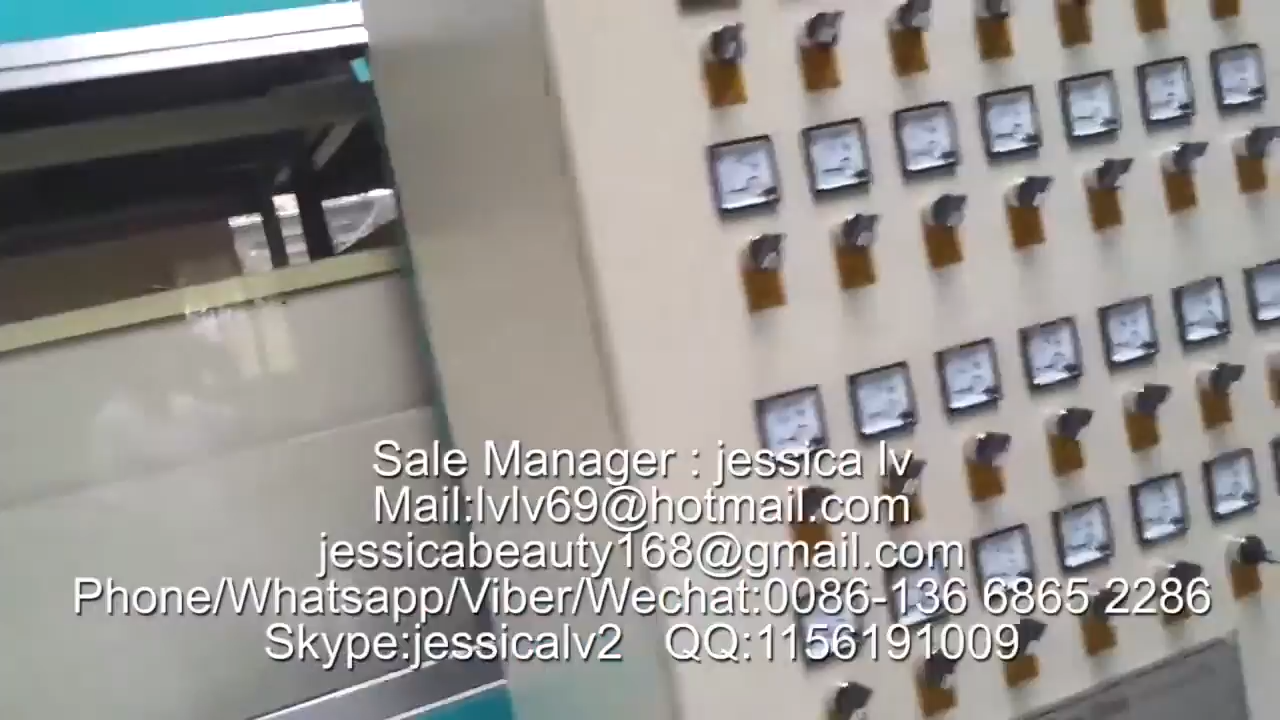 Sale Manager : jessica lv
Mail:lvlv69@hotmail.com
jessicabeauty168@gmail.com
Phone/Whatsapp/Viber/Wechat:0086-136 6865 2286
Skype:jessicalv2 QQ:1156191009